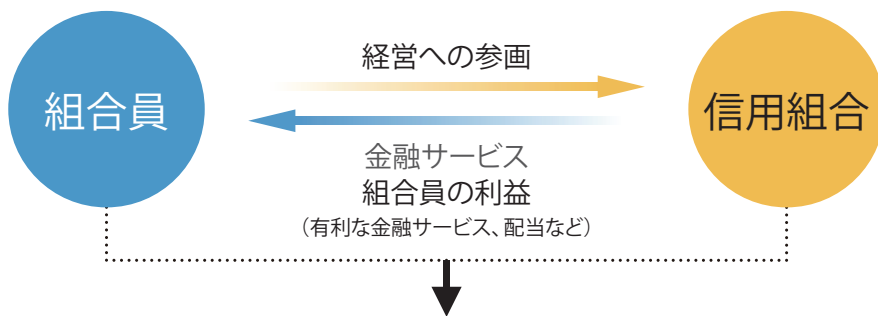 経営への参画
組合員
信用組合
金融サービス
組合員の利益
（有利な金融サービス、配当など）